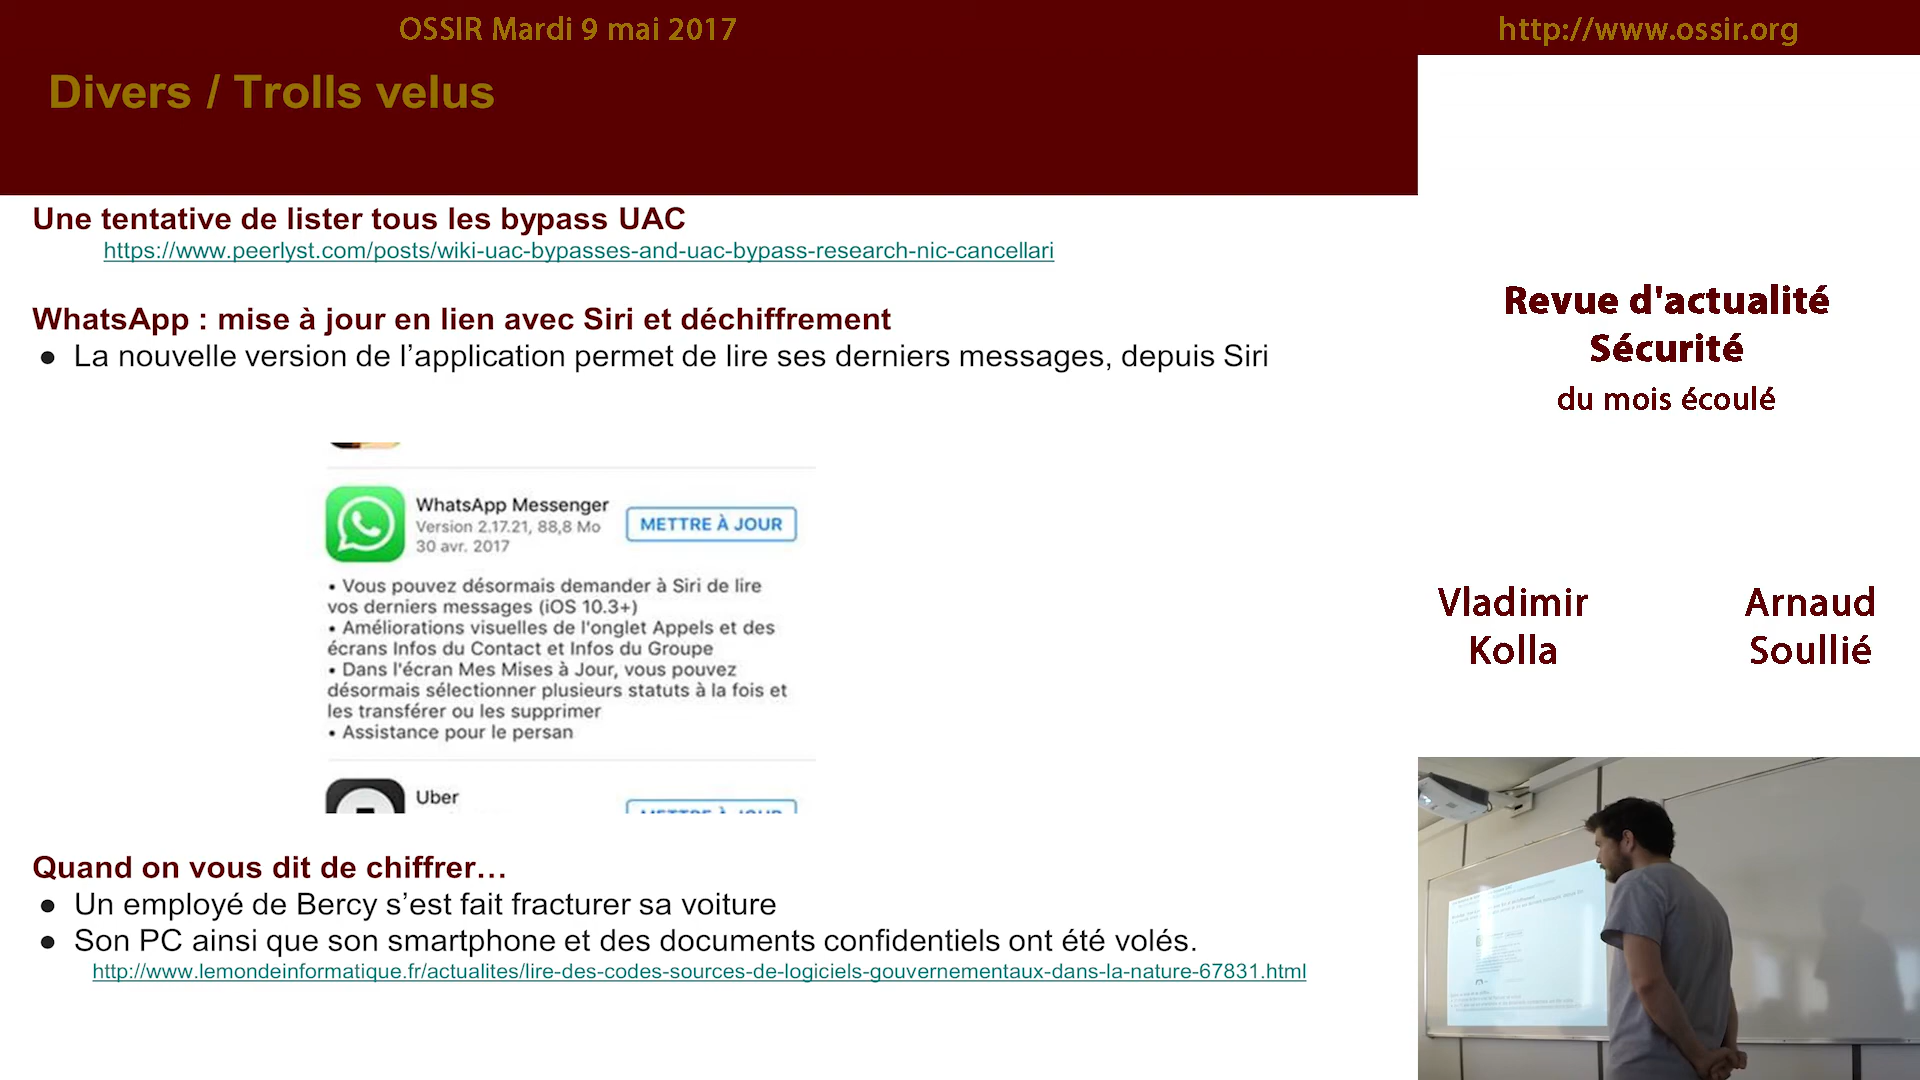 OSSIR Mardi 9 mai 2017
http://www.ossir.org
Divers / Trolls velus
Une tentative de lister tous les bypass UAC
https://www.peerlyst.com/posts/wiki-uac-bypasses-and-uac-bypass-research-nic-cancellari
WhatsApp : mise à jour en lien avec Siri et déchiffrement
● La nouvelle version de l’application permet de lire ses derniers messages, depuis Siri
WhatsApp Messenger
Version 2.17.21, 88,8 Mo
30 avr. 2017
METTRE À JOUR
• Vous pouvez désormais demander à Siri de lire
vos derniers messages (iOS 10.3+)
• Améliorations visuelles de l'onglet Appels et des
écrans Infos du Contact et Infos du Groupe
• Dans l'écran Mes Mises à Jour, vous pouvez
désormais sélectionner plusieurs statuts à la fois et
les transférer ou les supprimer
• Assistance pour le persan
Uber
METTRE À JOUR
Quand on vous dit de chiffrer…
● Un employé de Bercy s’est fait fracturer sa voiture
● Son PC ainsi que son smartphone et des documents confidentiels ont été volés.
http://www.lemondeinformatique.fr/actualites/lire-des-codes-sources-de-logiciels-gouvernementaux-dans-la-nature-67831.html
Revue d'actualité
Sécurité
du mois écoulé
Vladimir
Kolla
Arnaud
Soullié